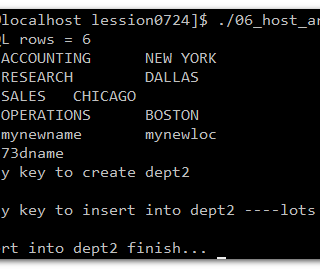 localhost lession0724]$ ./06_host_ar
QL rows = 6
ACCOUNTING NEW YORK
RESEARCH DALLAS
SALES CHICAGO
OPERATIONS BOSTON
mynewname mynewloc
73dname
y key to create dept2
y key to insert into dept2 ----lots
rt into dept2 finish... _